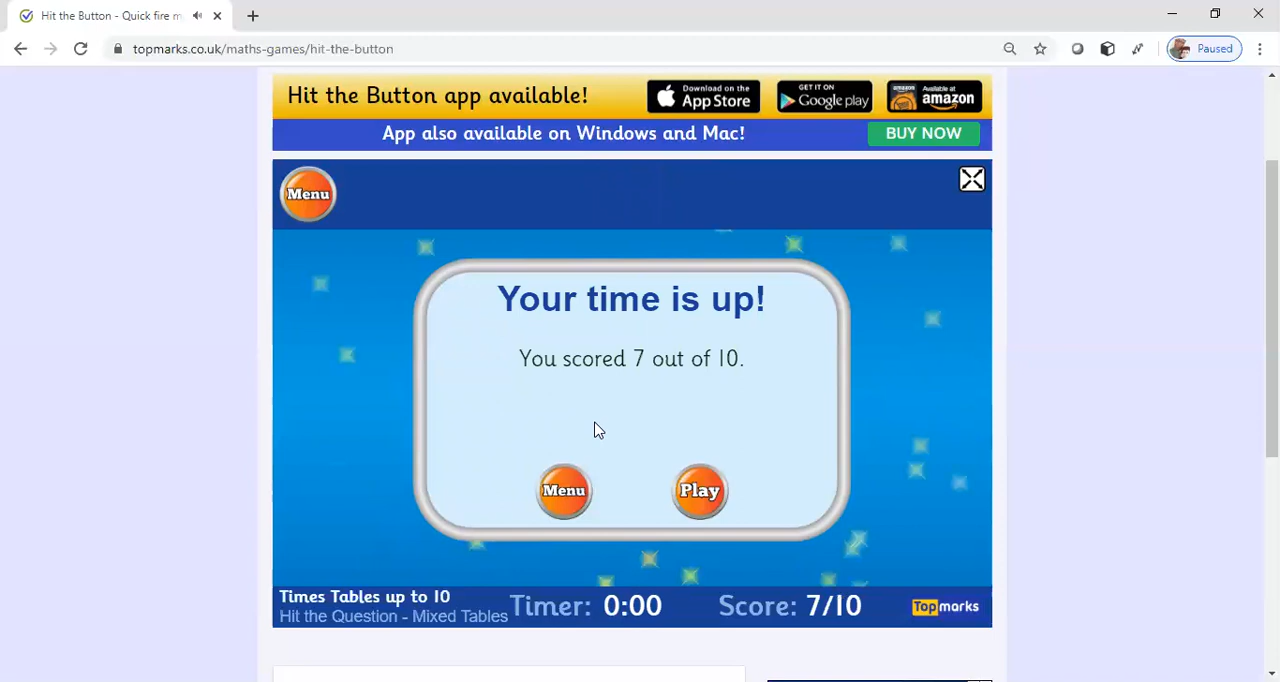 Hit the Button - Quick fire m
topmarks.co.uk/maths-games/hit-the-button
Paused
Hit the Button app available!
Download on the App Store
GET IT ON Google play
Available at amazon
App also available on Windows and Mac!
BUY NOW
Menu
Your time is up!
You scored 7 out of 10.
Menu
Play
Times Tables up to 10
Hit the Question - Mixed Tables
Timer: 0:00
Score: 7/10
Topmarks